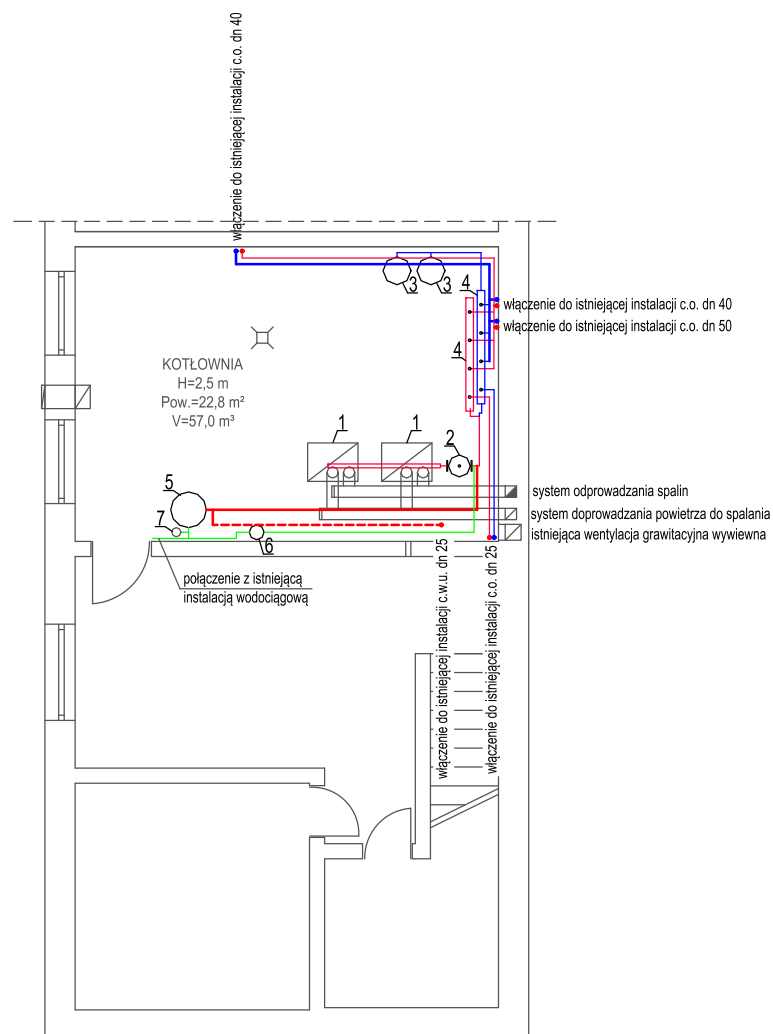 włączenie do istniejącej instalacji c.o. dn 40
3
3
4
włączenie do istniejącej instalacji c.o. dn 40
włączenie do istniejącej instalacji c.o. dn 50
4
KOTŁOWNIA
H=2,5 m
Pow.=22,8 m²
V=57,0 m³
1
1
2
5
system odprowadzania spalin
7
system doprowadzania powietrza do spalania
6
istniejąca wentylacja grawitacyjna wywiewna
połączenie z istniejącą
instalacją wodociągową
włączenie do istniejącej instalacji c.w.u. dn 25
włączenie do istniejącej instalacji c.o. dn 25